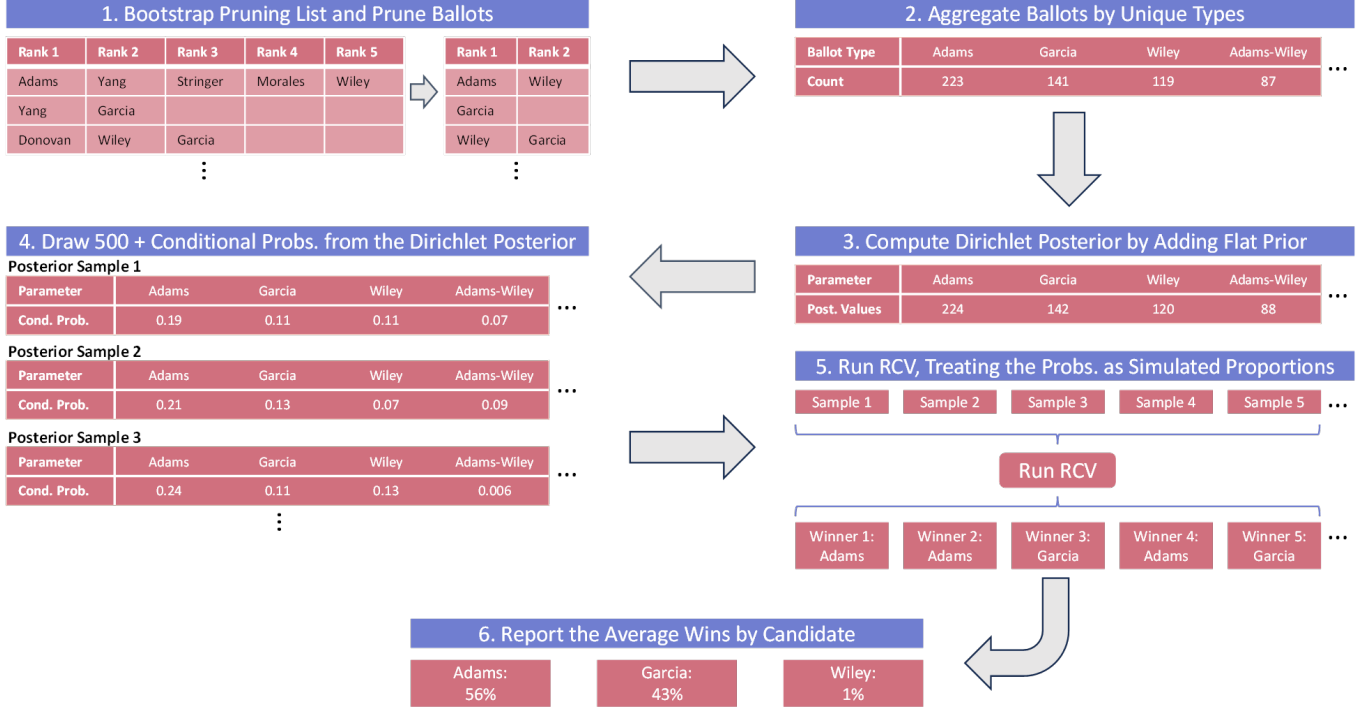 1. Bootstrap Pruning List and Prune Ballots
Rank 1 Rank 2 Rank 3 Rank 4 Rank 5
Adams Yang Stringer Morales Wiley
Yang Garcia
Donovan Wiley Garcia
Rank 1 Rank 2
Adams Wiley
Garcia
Wiley Garcia
2. Aggregate Ballots by Unique Types
Ballot Type Adams Garcia Wiley Adams-Wiley
Count 223 141 119 87
3. Compute Dirichlet Posterior by Adding Flat Prior
Parameter Adams Garcia Wiley Adams-Wiley
Post. Values 224 142 120 88
4. Draw 500 + Conditional Probs. from the Dirichlet Posterior
Posterior Sample 1
Parameter Adams Garcia Wiley Adams-Wiley
Cond. Prob. 0.19 0.11 0.11 0.07
Posterior Sample 2
Parameter Adams Garcia Wiley Adams-Wiley
Cond. Prob. 0.21 0.13 0.07 0.09
Posterior Sample 3
Parameter Adams Garcia Wiley Adams-Wiley
Cond. Prob. 0.24 0.11 0.13 0.006
5. Run RCV, Treating the Probs. as Simulated Proportions
Sample 1 Sample 2 Sample 3 Sample 4 Sample 5
Run RCV
Winner 1: Winner 2: Winner 3: Winner 4: Winner 5:
Adams Adams Garcia Adams Garcia
6. Report the Average Wins by Candidate
Adams: Garcia: Wiley:
56% 43% 1%